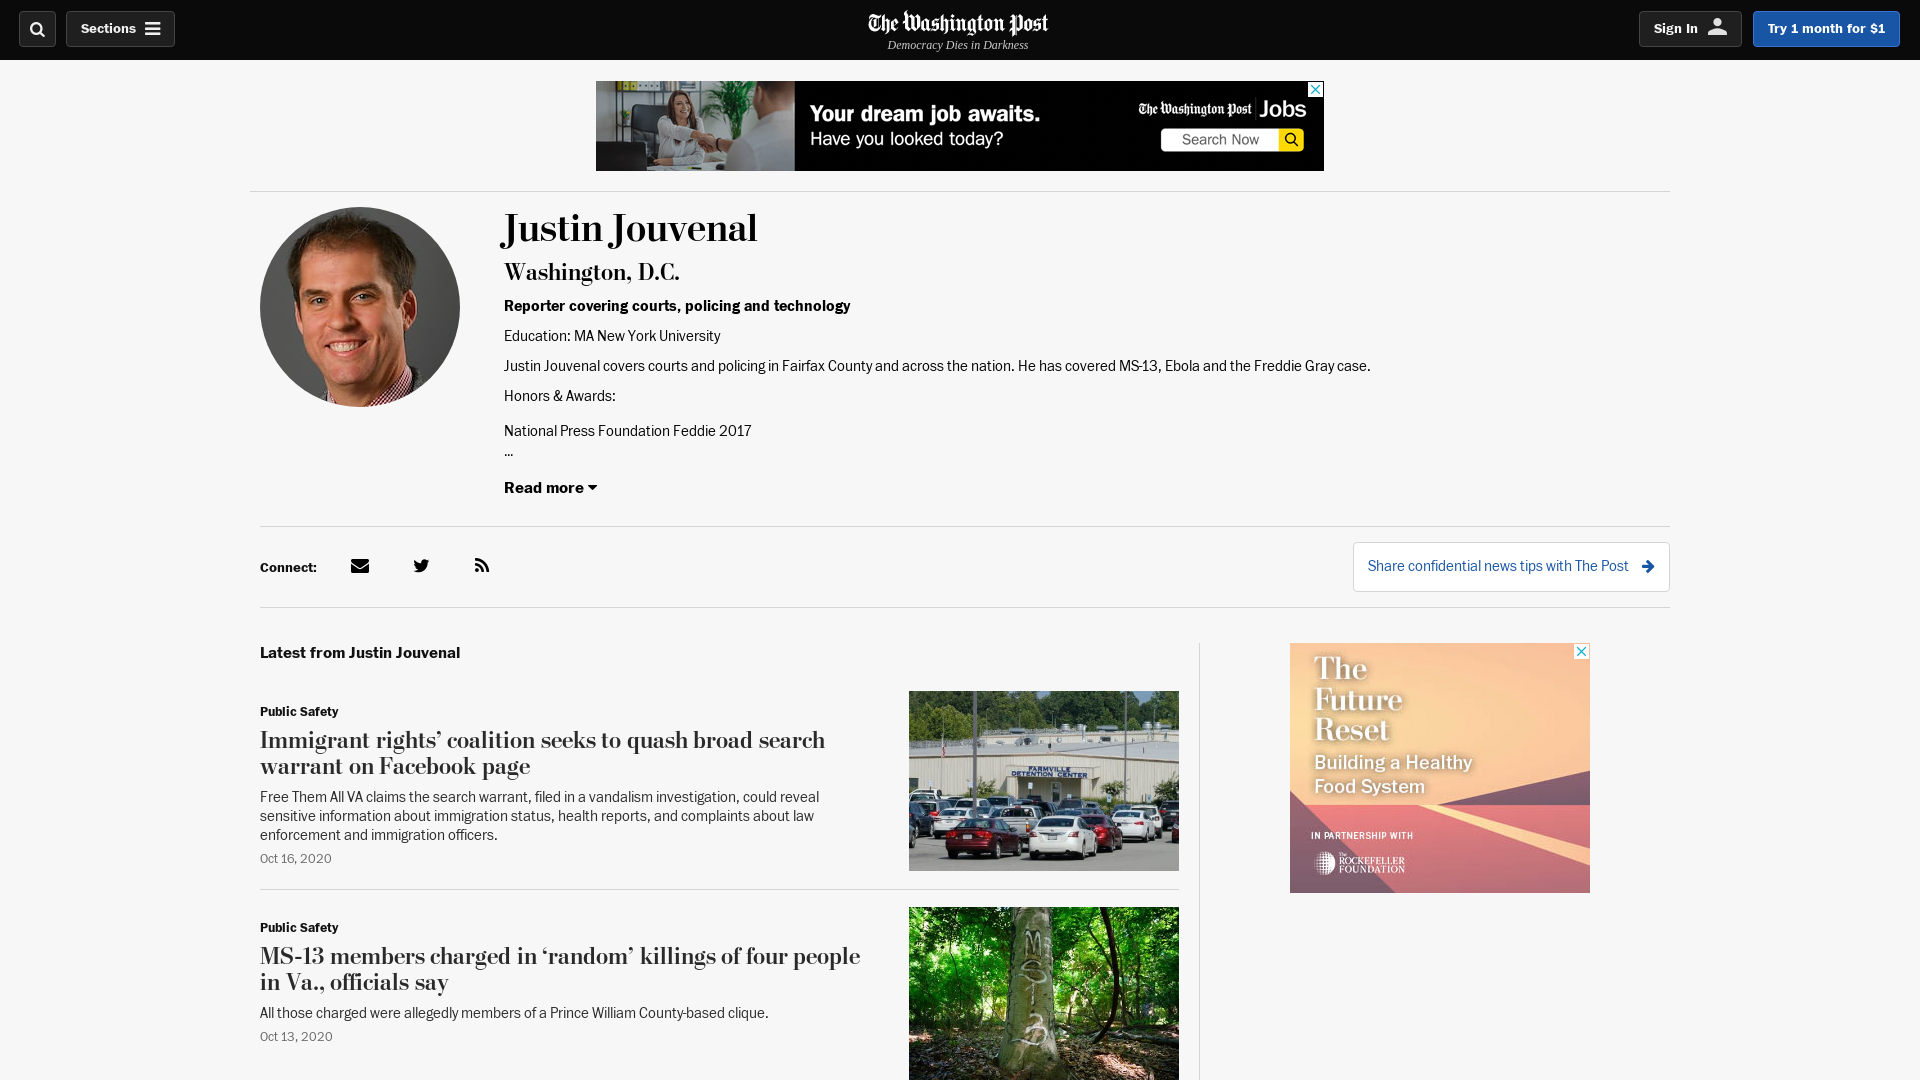 Sections
The Washington Post
Democracy Dies in Darkness
Sign In
Try 1 month for $1
Your dream job awaits.
Have you looked today?
The Washington Post Jobs
Search Now
Justin Jouvenal
Washington, D.C.
Reporter covering courts, policing and technology
Education: MA New York University
Justin Jouvenal covers courts and policing in Fairfax County and across the nation. He has covered MS-13, Ebola and the Freddie Gray case.
Honors & Awards:
National Press Foundation Feddie 2017
...
Read more
Connect:
Share confidential news tips with The Post
Latest from Justin Jouvenal
Public Safety
Immigrant rights’ coalition seeks to quash broad search
warrant on Facebook page
Free Them All VA claims the search warrant, filed in a vandalism investigation, could reveal
sensitive information about immigration status, health reports, and complaints about law
enforcement and immigration officers.
Oct 16, 2020
FARMVILLE
DETENTION CENTER
Public Safety
MS-13 members charged in ‘random’ killings of four people
in Va., officials say
All those charged were allegedly members of a Prince William County-based clique.
Oct 13, 2020
MS13
The
Future
Reset
Building a Healthy
Food System
IN PARTNERSHIP WITH
The
ROCKEFELLER
FOUNDATION